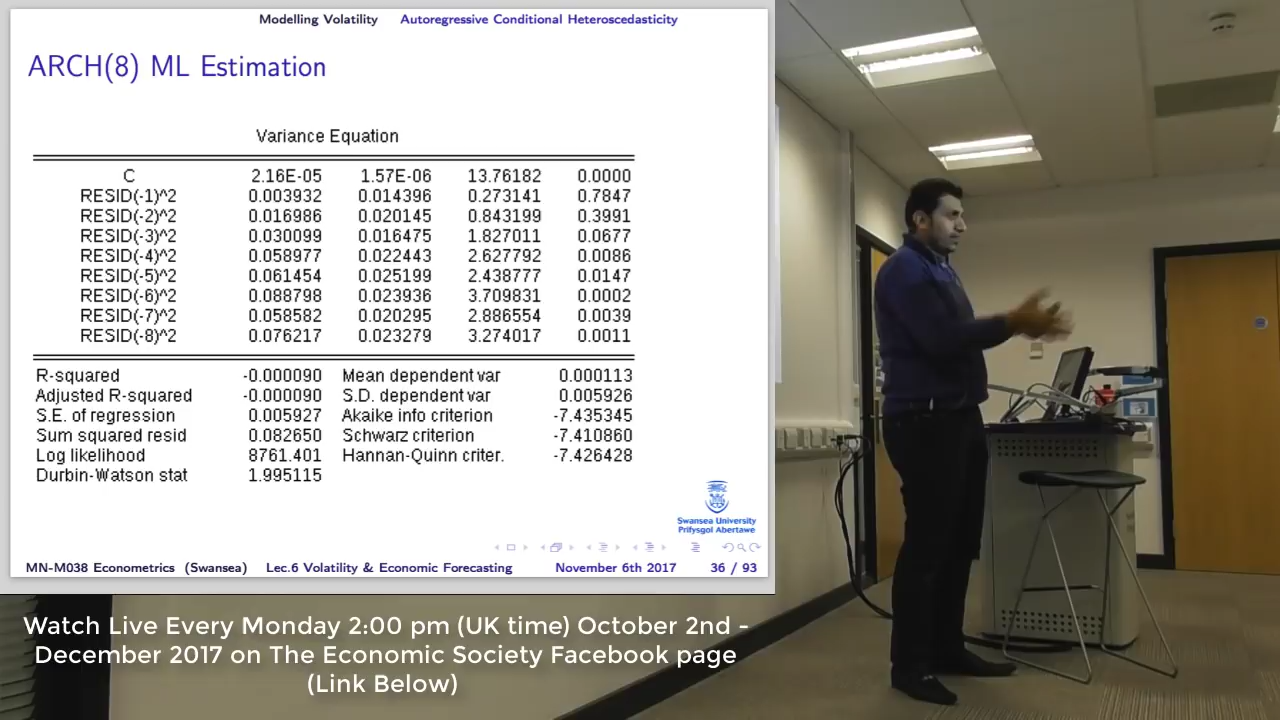 Modelling Volatility Autoregressive Conditional Heteroscedasticity
ARCH(8) ML Estimation
Variance Equation
C 2.16E-05 1.57E-06 13.76182 0.0000
RESID(-1)^2 0.003932 0.014396 0.273141 0.7847
RESID(-2)^2 0.016986 0.020145 0.843199 0.3991
RESID(-3)^2 0.030099 0.016475 1.827011 0.0677
RESID(-4)^2 0.058977 0.022443 2.627792 0.0086
RESID(-5)^2 0.061454 0.025199 2.438777 0.0147
RESID(-6)^2 0.088798 0.023936 3.709831 0.0002
RESID(-7)^2 0.058582 0.020295 2.886554 0.0039
RESID(-8)^2 0.076217 0.023279 3.274017 0.0011
R-squared -0.000090 Mean dependent var 0.000113
Adjusted R-squared -0.000090 S.D. dependent var 0.005926
S.E. of regression 0.005927 Akaike info criterion -7.435345
Sum squared resid 0.082650 Schwarz criterion -7.410860
Log likelihood 8761.401 Hannan-Quinn criter. -7.426428
Durbin-Watson stat 1.995115
Swansea University
Prifysgol Abertawe
MN-M038 Econometrics (Swansea) Lec.6 Volatility & Economic Forecasting November 6th 2017 36 / 93
Watch Live Every Monday 2:00 pm (UK time) October 2nd -
December 2017 on The Economic Society Facebook page
(Link Below)